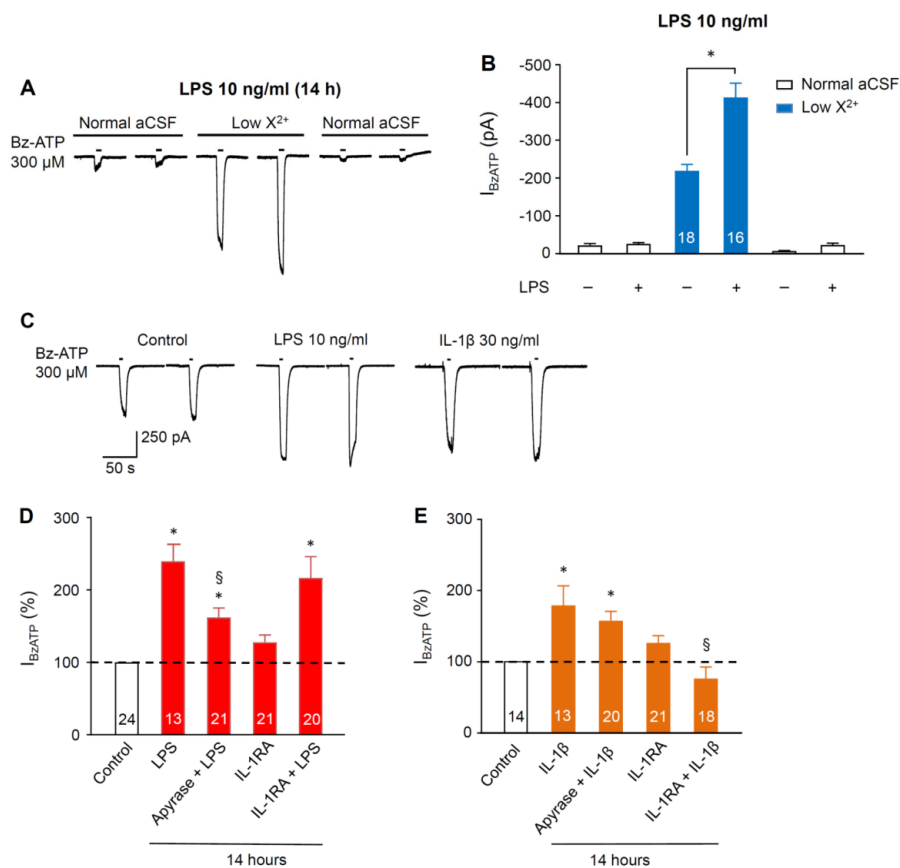 LPS 10 ng/ml
A
LPS 10 ng/ml (14 h)
Normal aCSF Low X²⁺ Normal aCSF
Bz-ATP
300 µM
B
Normal aCSF
Low X²⁺
I_BzATP (pA)
-500
-400
-300
-200
-100
0
18 16
LPS – + – + – +
*
C
Control LPS 10 ng/ml IL-1β 30 ng/ml
Bz-ATP
300 µM
250 pA
50 s
D
I_BzATP (%)
300
200
100
0
* § * *
24 13 21 21 20
Control LPS Apyrase + LPS IL-1RA IL-1RA + LPS
14 hours
E
I_BzATP (%)
300
200
100
0
* * §
14 13 20 21 18
Control IL-1β Apyrase + IL-1β IL-1RA IL-1RA + IL-1β
14 hours